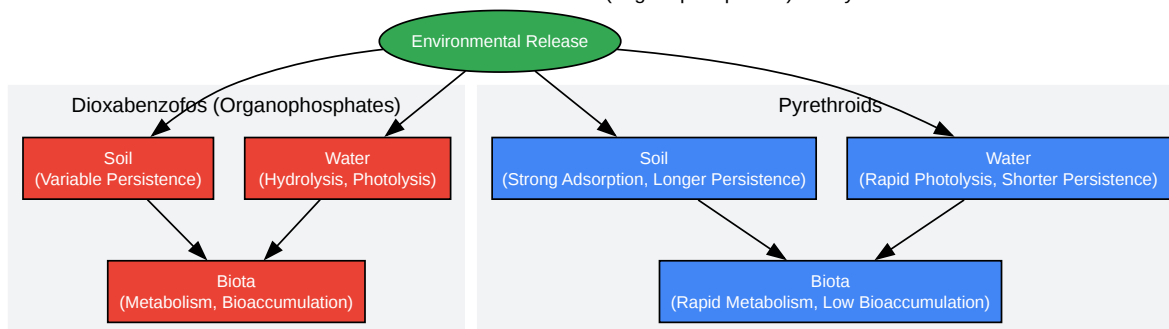 Environmental Release
Dioxabenzofos (Organophosphates)
Pyrethroids
Soil
(Variable Persistence)
Water
(Hydrolysis, Photolysis)
Soil
(Strong Adsorption, Longer Persistence)
Water
(Rapid Photolysis, Shorter Persistence)
Biota
(Metabolism, Bioaccumulation)
Biota
(Rapid Metabolism, Low Bioaccumulation)